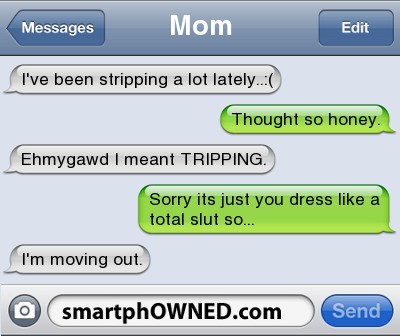 Messages
Mom
Edit
I've been stripping a lot lately..:(
Thought so honey.
Ehmygawd I meant TRIPPING.
Sorry its just you dress like a
total slut so...
I'm moving out.
smartphOWNED.com
Send